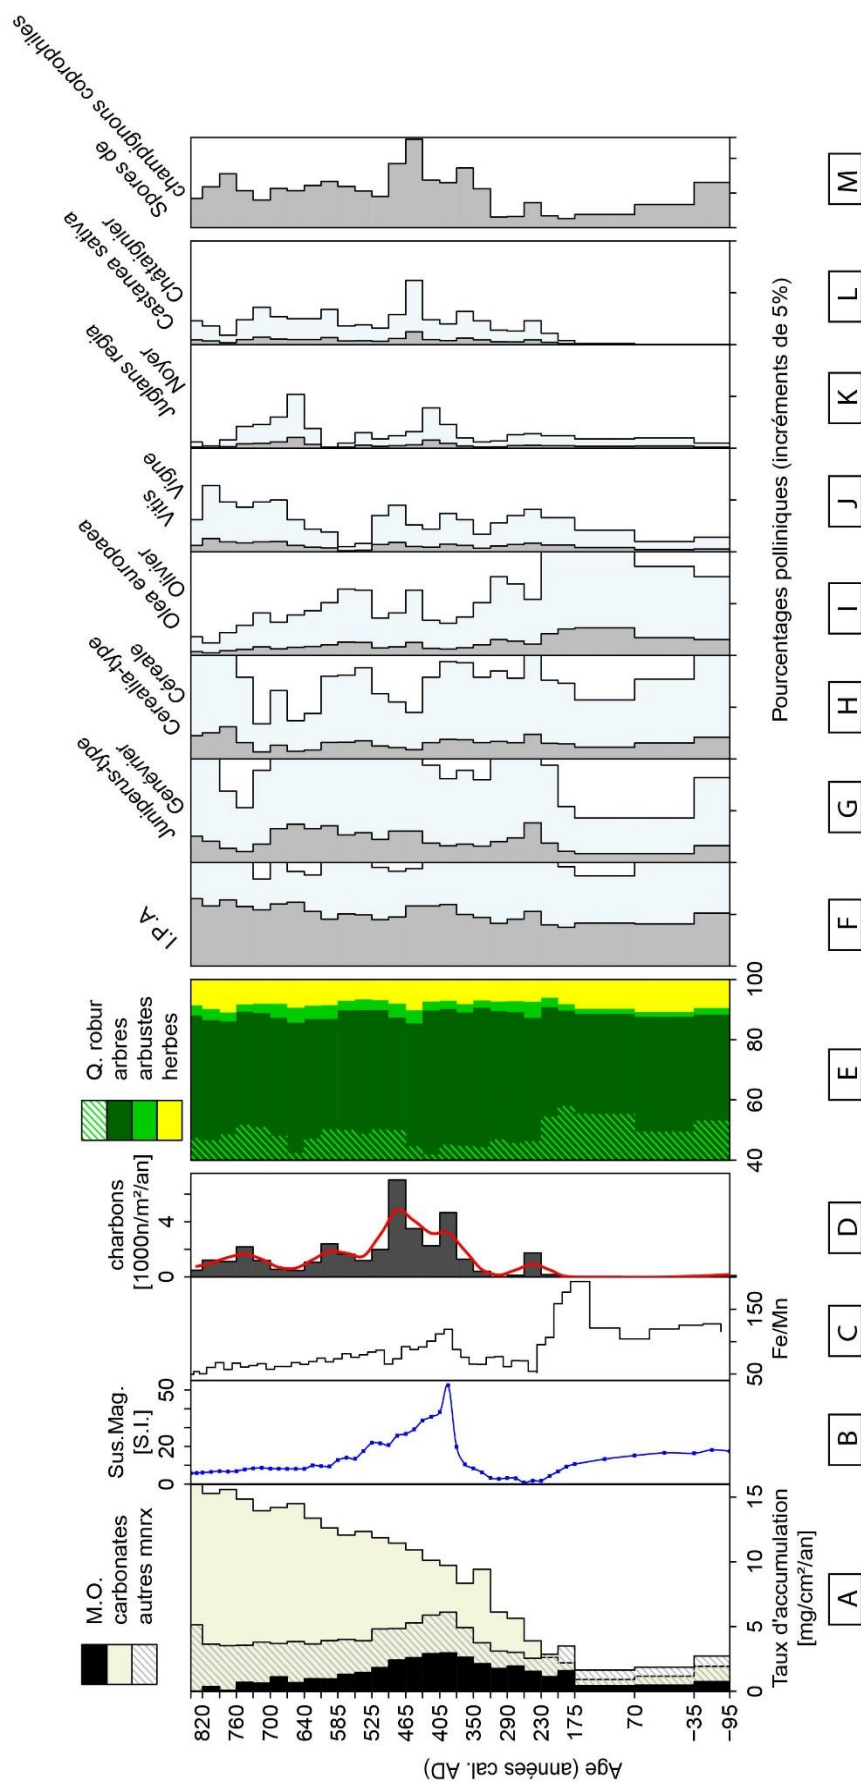 M.O.
carbonates
autres mnrx
Q. robur
arbres
arbustes
herbes
Sus.Mag.
[S.I.]
charbons
[1000n/m²/an]
I.P.A
Juniperus-type
Genévrier
Cerealia-type
Céreale
Olea europaea
Olivier
Vitis
Vigne
Juglans regia
Noyer
Castanea sativa
Châtaignier
Spores de
champignons coprophiles
Age (années cal. AD)
820
760
700
640
585
525
465
405
350
290
230
175
70
-35
-95
0 5 10 15
Taux d'accumulation
[mg/cm²/an]
0 20 50
50 150
Fe/Mn
0 4
40 60 80 100
Pourcentages polliniques (incréments de 5%)
A B C D E F G H I J K L M